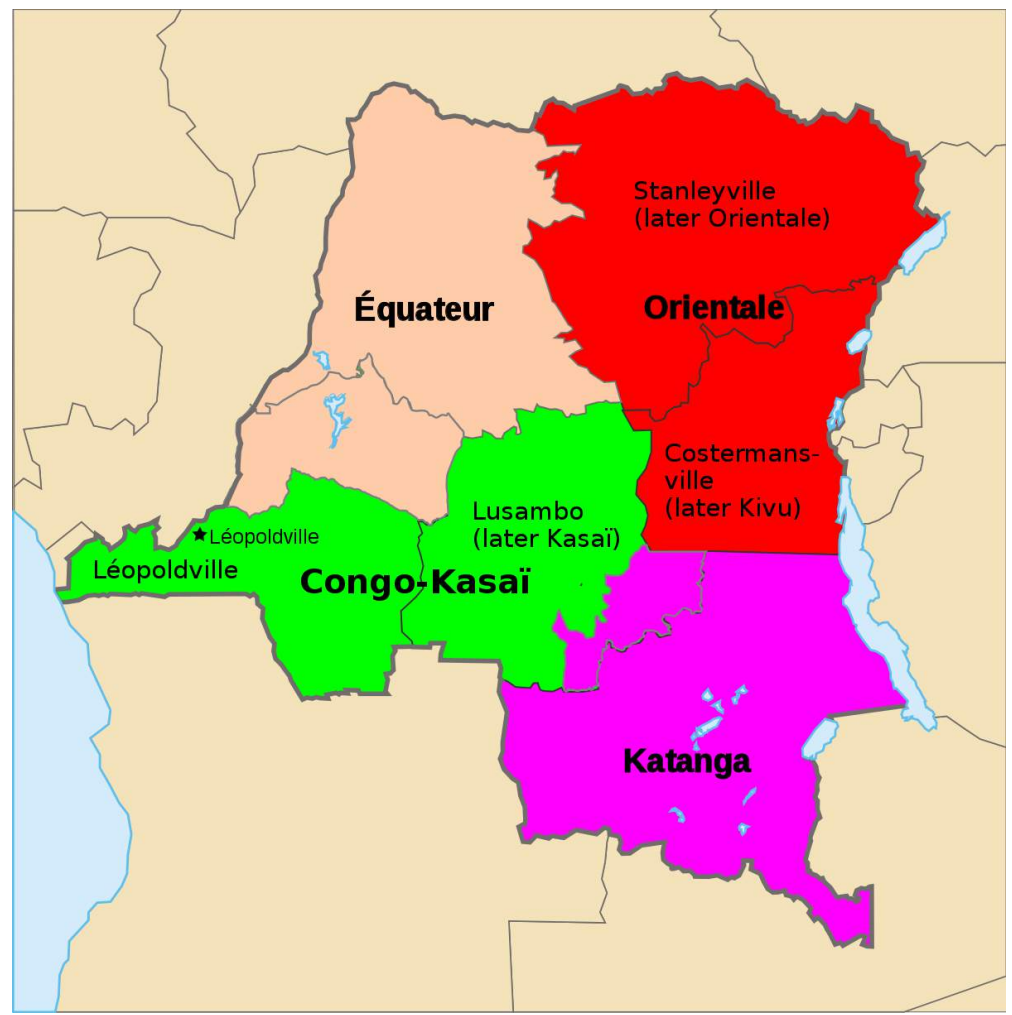 Stanleyville
(later Orientale)
Équateur
Orientale
Costermans-
ville
(later Kivu)
Lusambo
(later Kasaï)
Léopoldville
Léopoldville
Congo-Kasaï
Katanga